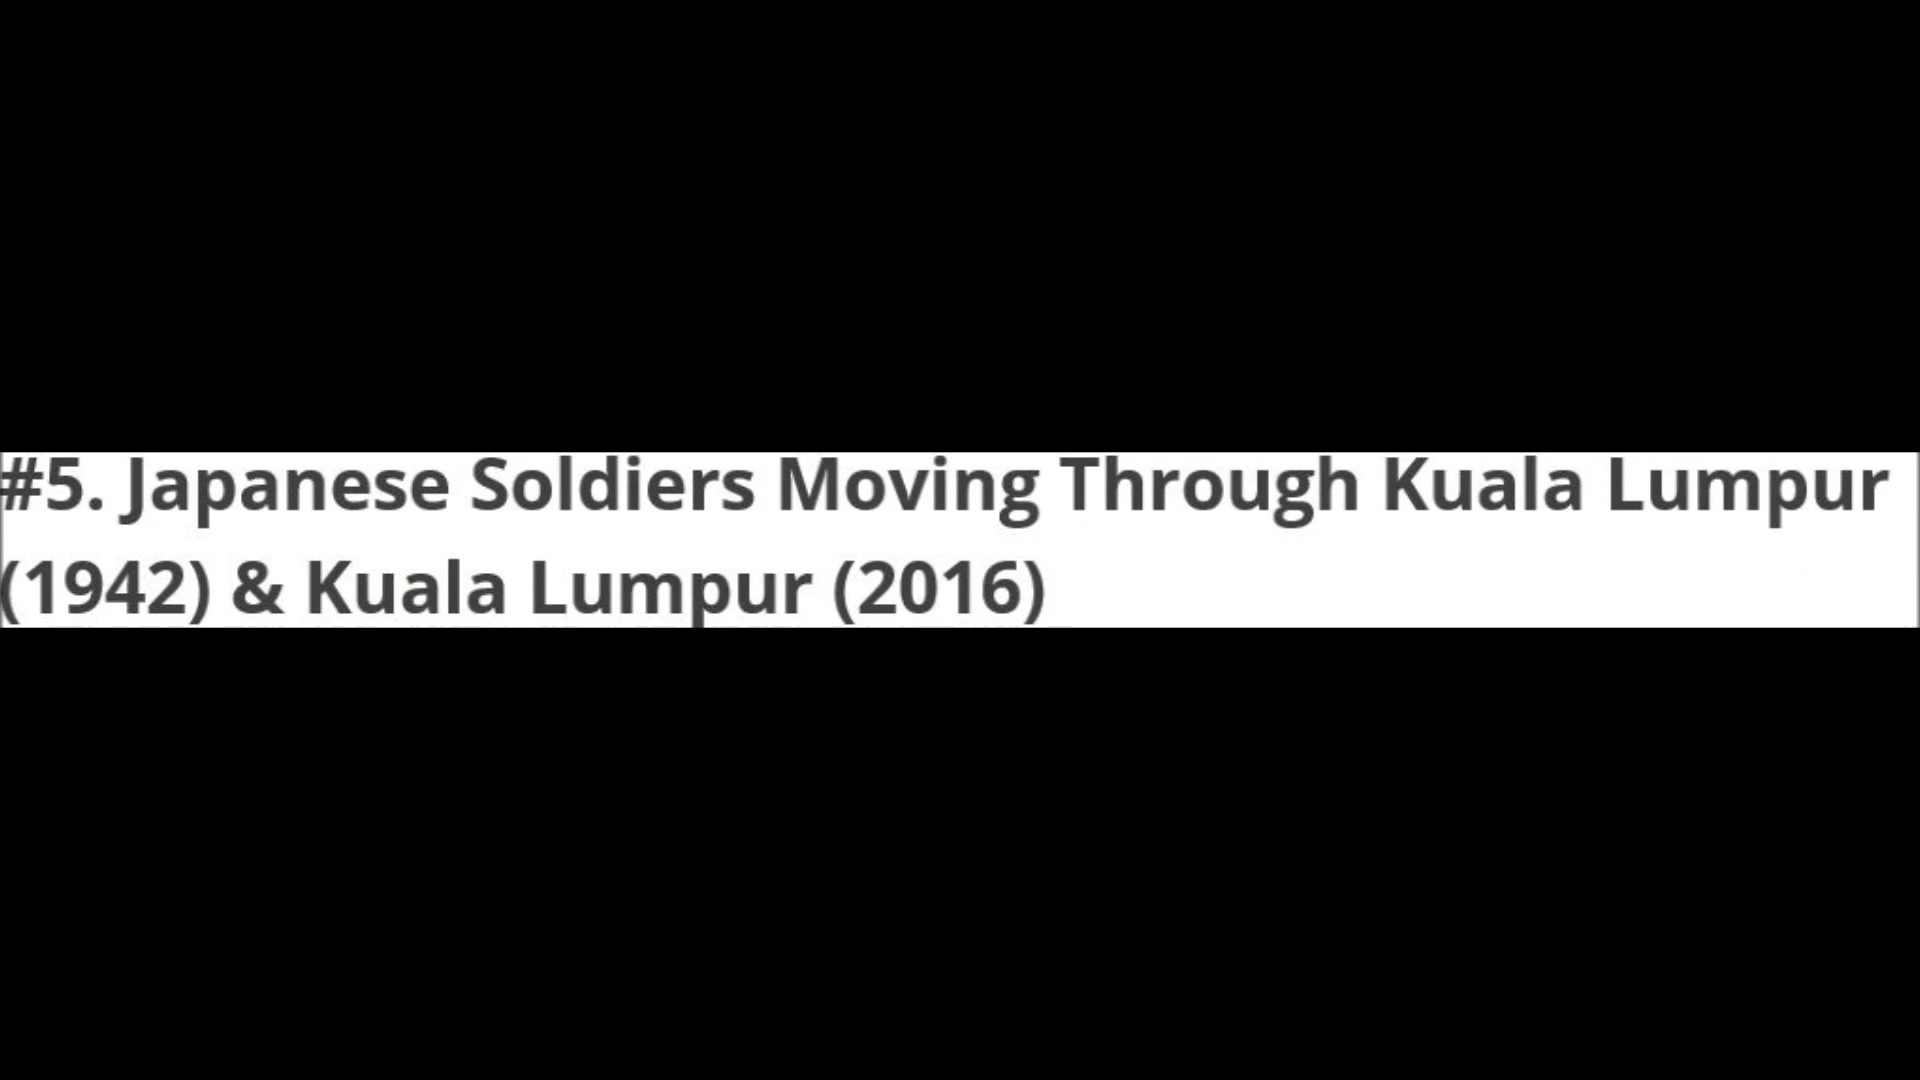 #5. Japanese Soldiers Moving Through Kuala Lumpur
(1942) & Kuala Lumpur (2016)